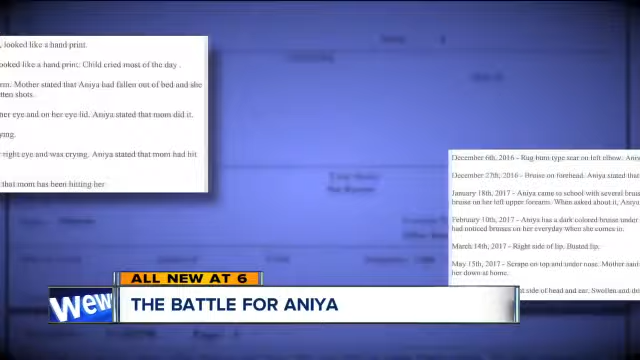 , looked like a hand print.
ooked like a hand print. Child cried most of the day .
rm. Mother stated that Aniya had fallen out of bed and she
tten shots.
her eye and on her eye lid. Aniya stated that mom did it.
ying.
right eye and was crying. Aniya stated that mom had hit
that mom has been hitting her
December 6th, 2016 - Rug burn type scar on left elbow. Aniy
December 27th, 2016 - Bruise on forehead. Aniya stated that
January 18th, 2017 - Aniya came to school with several brui
bruise on her left upper forearm. When asked about it, Aniya
February 10th, 2017 - Aniya has a dark colored bruise under
had noticed bruises on her everyday when she comes in.
March 14th, 2017 - Right side of lip. Busted lip.
May 15th, 2017 - Scrape on top and under nose. Mother said
her down at home.
t side of head and ear. Swollen and do
ALL NEW AT 6
wews
THE BATTLE FOR ANIYA